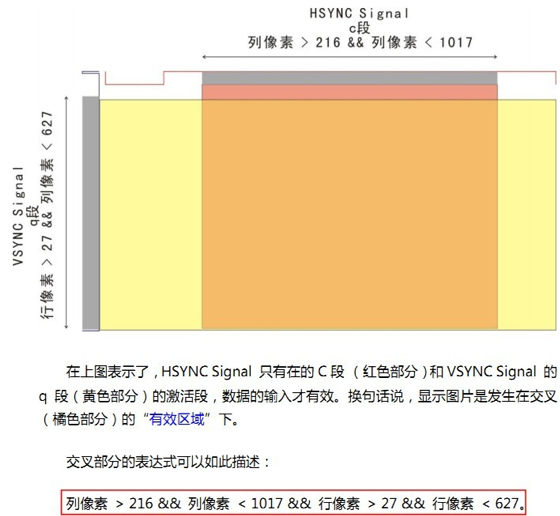 HSYNC Signal
c段
列像素 > 216 && 列像素 < 1017
VSYNC Signal
q段
行像素 > 27 && 列像素 < 627
在上图表示了,HSYNC Signal 只有在的 C 段 (红色部分)和 VSYNC Signal 的
q 段(黄色部分)的激活段,数据的输入才有效。换句话说,显示图片是发生在交叉
(橘色部分)的“有效区域”下。
交叉部分的表达式可以如此描述:
列像素 > 216 && 列像素 < 1017 && 行像素 > 27 && 行像素 < 627。